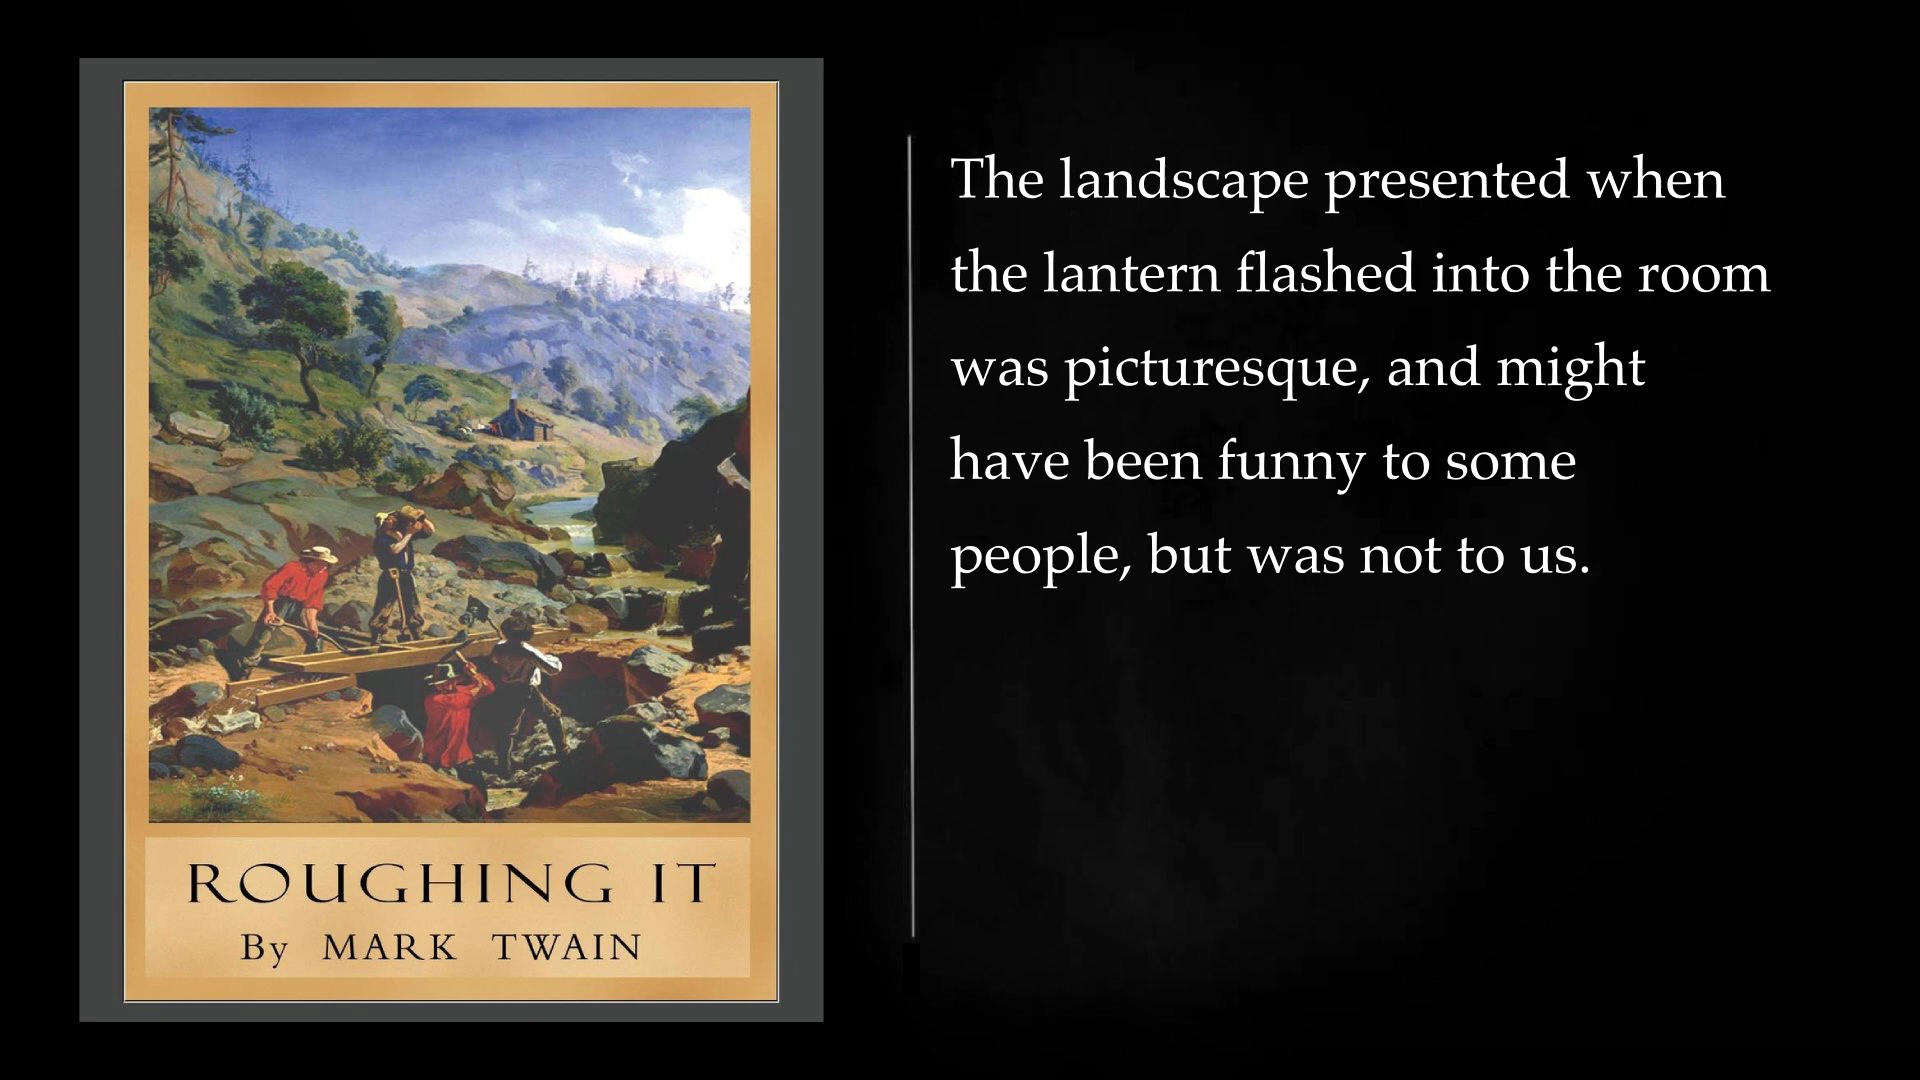 ROUGHING IT
By MARK TWAIN
The landscape presented when
the lantern flashed into the room
was picturesque, and might
have been funny to some
people, but was not to us.